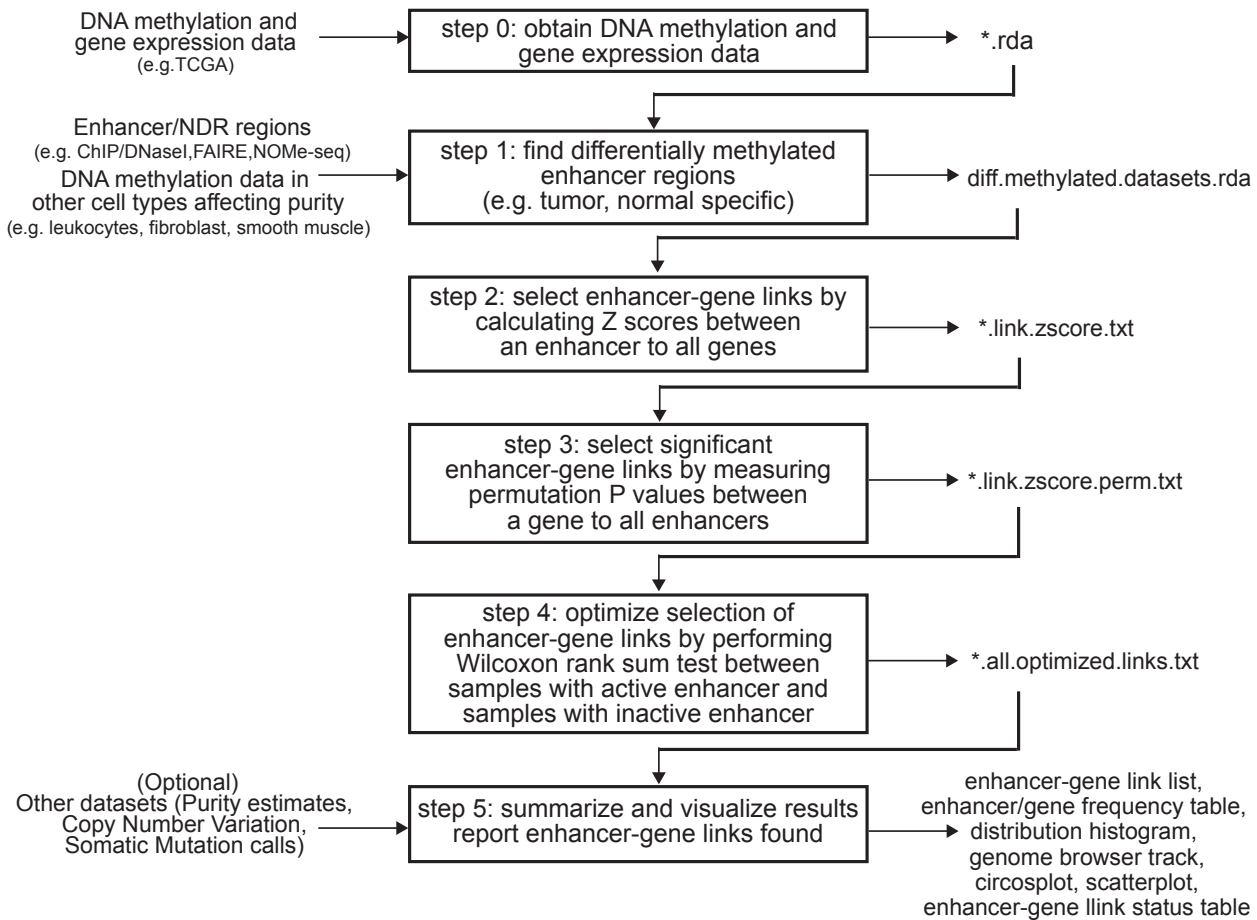 DNA methylation and
gene expression data
(e.g.TCGA)
step 0: obtain DNA methylation and
gene expression data
*.rda
Enhancer/NDR regions
(e.g. ChIP/DNaseI,FAIRE,NOMe-seq)
DNA methylation data in
other cell types affecting purity
(e.g. leukocytes, fibroblast, smooth muscle)
step 1: find differentially methylated
enhancer regions
(e.g. tumor, normal specific)
diff.methylated.datasets.rda
step 2: select enhancer-gene links by
calculating Z scores between
an enhancer to all genes
*.link.zscore.txt
step 3: select significant
enhancer-gene links by measuring
permutation P values between
a gene to all enhancers
*.link.zscore.perm.txt
step 4: optimize selection of
enhancer-gene links by performing
Wilcoxon rank sum test between
samples with active enhancer and
samples with inactive enhancer
*.all.optimized.links.txt
(Optional)
Other datasets (Purity estimates,
Copy Number Variation,
Somatic Mutation calls)
step 5: summarize and visualize results
report enhancer-gene links found
enhancer-gene link list,
enhancer/gene frequency table,
distribution histogram,
genome browser track,
circosplot, scatterplot,
enhancer-gene llink status table